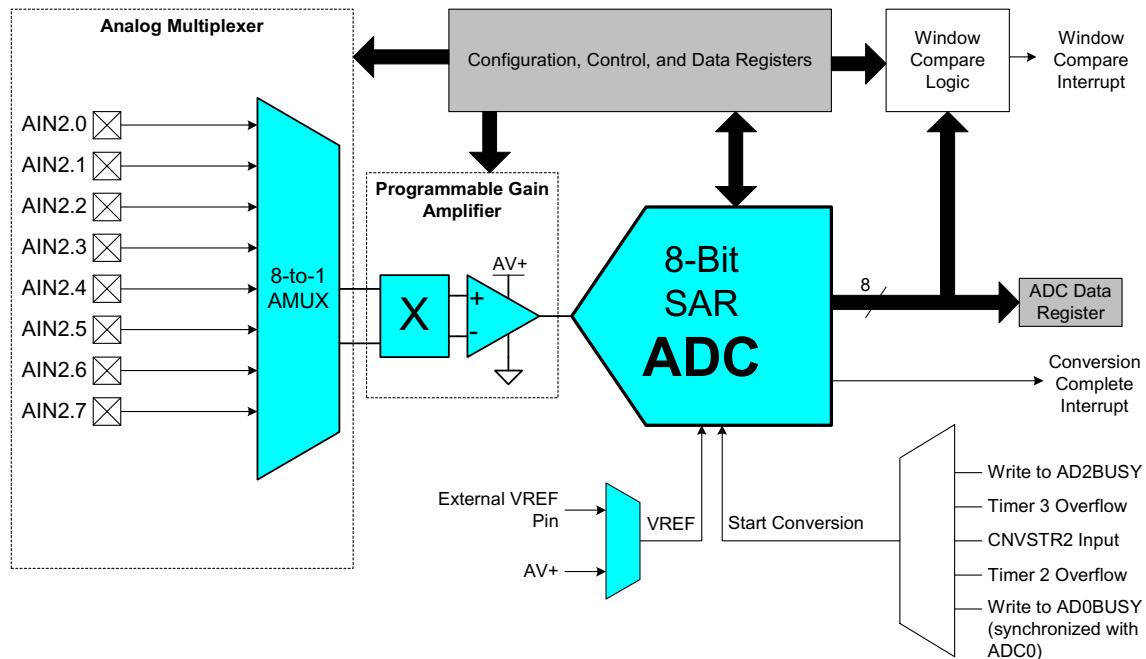 Analog Multiplexer
Configuration, Control, and Data Registers
Window
Compare
Logic
Window
Compare
Interrupt
AIN2.0
AIN2.1
AIN2.2
AIN2.3
AIN2.4
AIN2.5
AIN2.6
AIN2.7
8-to-1
AMUX
Programmable Gain
Amplifier
X
+
-
AV+
8-Bit
SAR
ADC
8
ADC Data
Register
Conversion
Complete
Interrupt
External VREF
Pin
AV+
VREF
Start Conversion
Write to AD2BUSY
Timer 3 Overflow
CNVSTR2 Input
Timer 2 Overflow
Write to AD0BUSY
(synchronized with
ADC0)